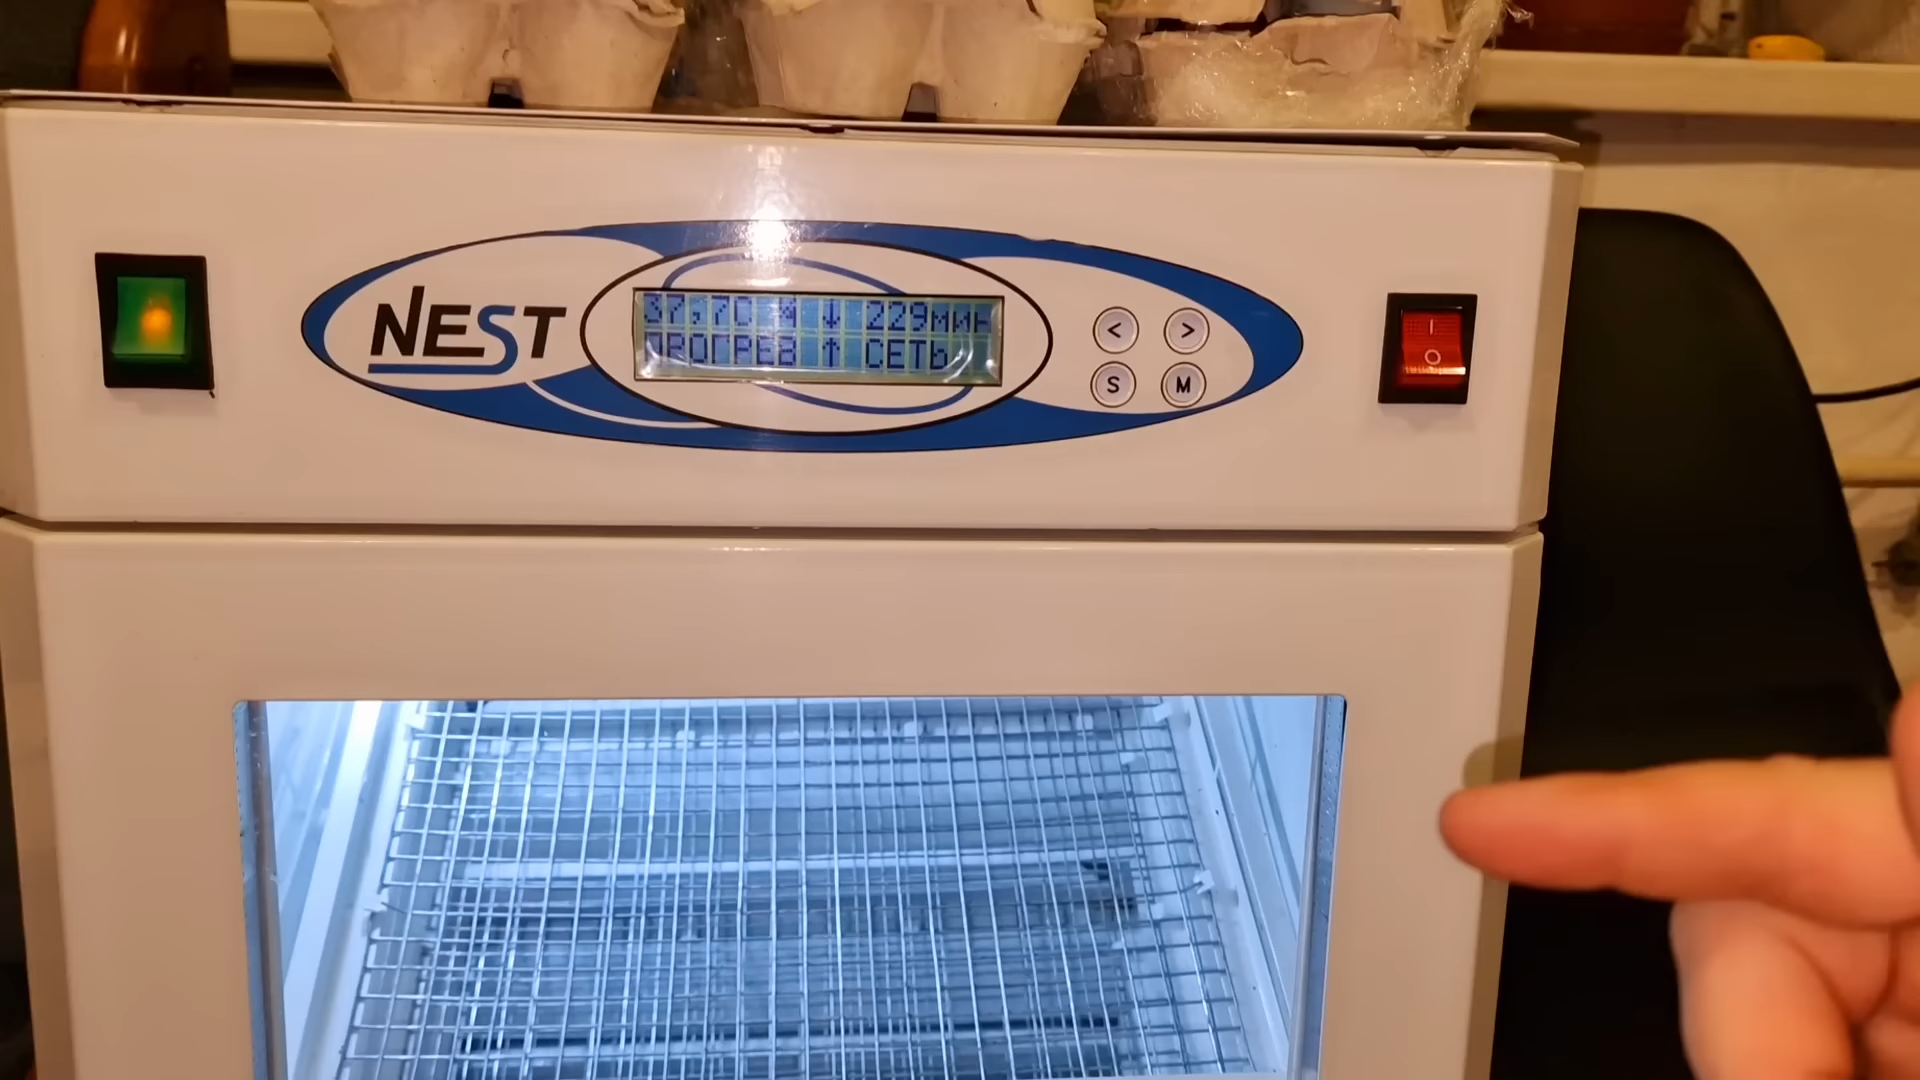 NEST
37,7C ↓ 229мин
ПРОГРЕВ ↑ СЕТЬ
< >
S M
I
O